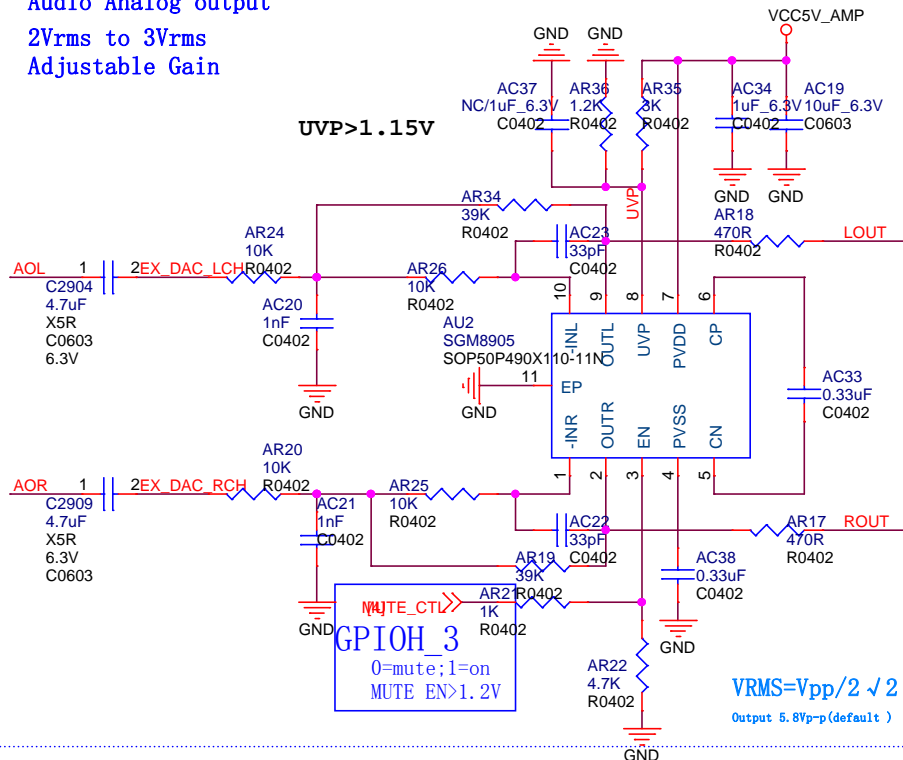 Audio Analog output
2Vrms to 3Vrms
Adjustable Gain
VCC5V_AMP
GND
GND
AC37
NC/1uF_6.3V
C0402
AR36
1.2K
R0402
AR35
3K
R0402
AC34
1uF_6.3V
C0402
AC19
10uF_6.3V
C0603
UVP>1.15V
GND
GND
UVP
AR34
39K
R0402
AR18
470R
R0402
LOUT
AR24
10K
R0402
AC23
33pF
C0402
AOL
1
2
EX_DAC_LCH
C2904
4.7uF
X5R
C0603
6.3V
AR26
10K
R0402
AC20
1nF
C0402
GND
AU2
SGM8905
SOP50P490X110-11N
10
9
8
7
6
-INL
OUTL
UVP
PVDD
CP
11
EP
GND
-INR
OUTR
EN
PVSS
CN
1
2
3
4
5
AC33
0.33uF
C0402
AR20
10K
R0402
AOR
1
2
EX_DAC_RCH
C2909
4.7uF
X5R
6.3V
C0603
AR25
10K
R0402
AC21
1nF
C0402
GND
AC22
33pF
C0402
AR17
470R
R0402
ROUT
AR19
39K
R0402
AC38
0.33uF
C0402
GND
[4]
MUTE_CTL
AR21
1K
R0402
GPIOH_3
0=mute;1=on
MUTE EN>1.2V
AR22
4.7K
R0402
GND
VRMS=Vpp/2√2
Output 5.8Vp-p(default )